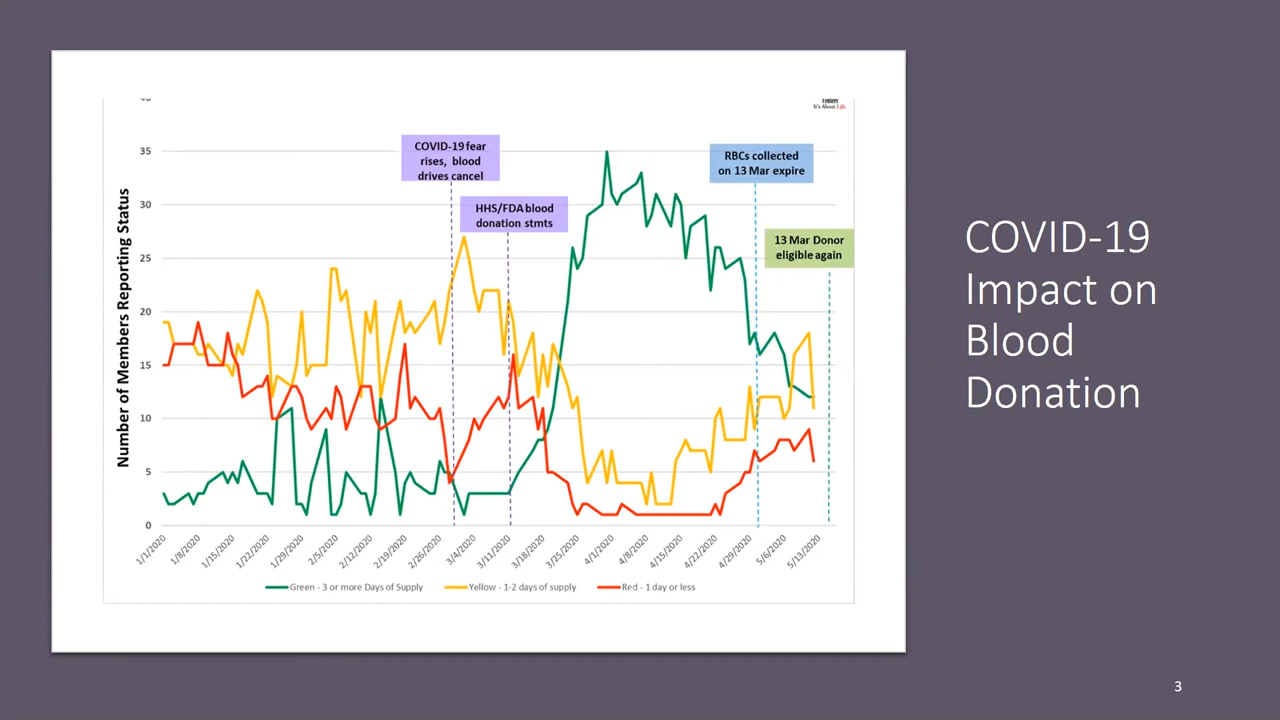 It's About Life.
COVID-19 fear
rises, blood
drives cancel
HHS/FDA blood
donation stmts
RBCs collected
on 13 Mar expire
13 Mar Donor
eligible again
Number of Members Reporting Status
40
35
30
25
20
15
10
5
0
1/1/2020
1/8/2020
1/15/2020
1/22/2020
1/29/2020
2/5/2020
2/12/2020
2/19/2020
2/26/2020
3/4/2020
3/11/2020
3/18/2020
3/25/2020
4/1/2020
4/8/2020
4/15/2020
4/22/2020
4/29/2020
5/6/2020
5/13/2020
Green - 3 or more Days of Supply
Yellow - 1-2 days of supply
Red - 1 day or less
COVID-19
Impact on
Blood
Donation
3